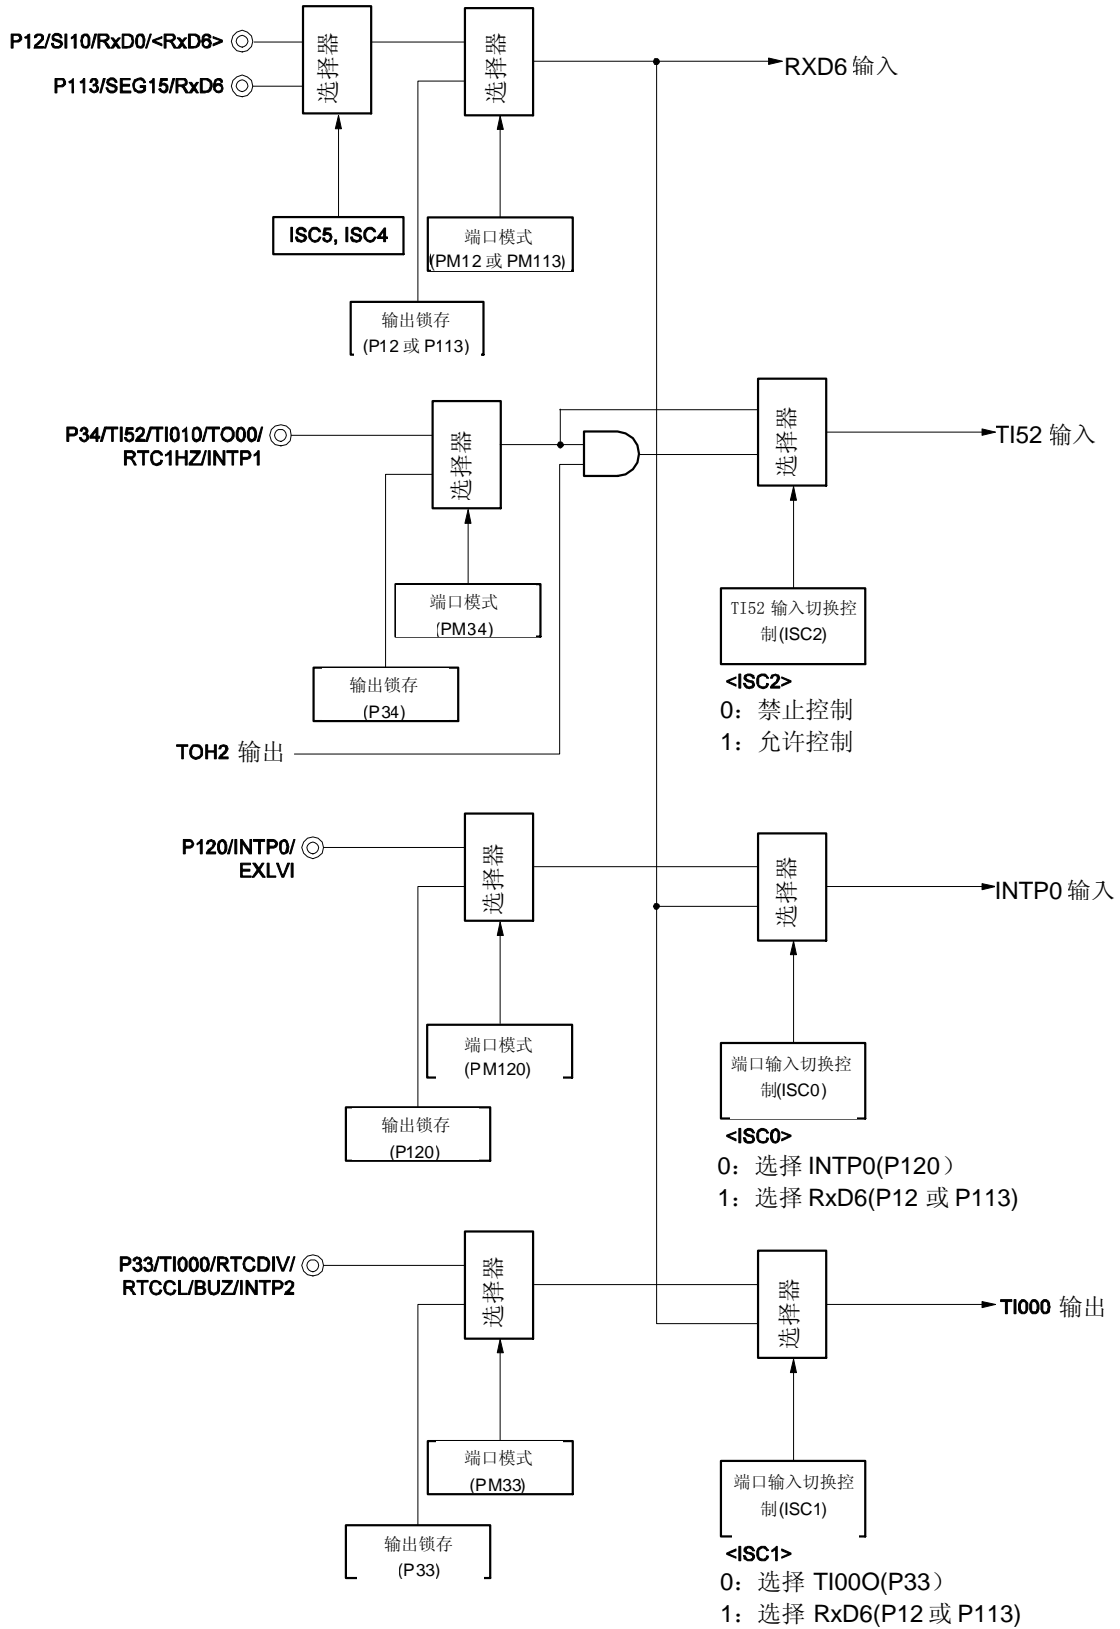 P12/SI10/RxD0/<RxD6>
选择器
选择器
RXD6 输入
P113/SEG15/RxD6
ISC5, ISC4
端口模式
(PM12 或 PM113)
输出锁存
(P12 或 P113)
P34/TI52/TI010/TO00/
RTC1HZ/INTP1
选择器
选择器
TI52 输入
端口模式
(PM34)
TI52 输入切换控
制(ISC2)
输出锁存
(P34)
<ISC2>
0：禁止控制
1：允许控制
TOH2 输出
P120/INTP0/
EXLVI
选择器
选择器
INTP0 输入
端口模式
(PM120)
端口输入切换控
制(ISC0)
输出锁存
(P120)
<ISC0>
0：选择 INTP0(P120）
1：选择 RxD6(P12 或 P113)
P33/TI000/RTCDIV/
RTCCL/BUZ/INTP2
选择器
选择器
TI000 输出
端口模式
(PM33)
端口输入切换控
制(ISC1)
输出锁存
(P33)
<ISC1>
0：选择 TI00O(P33）
1：选择 RxD6(P12 或 P113)